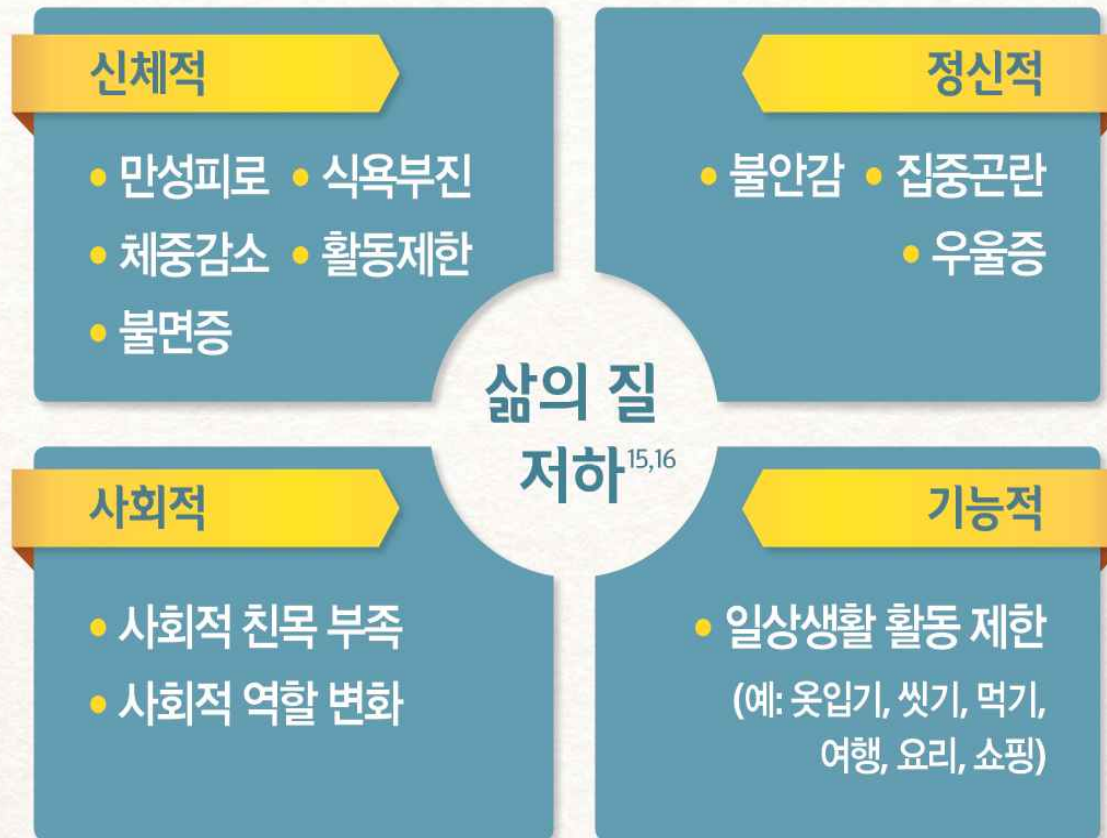 신체적
• 만성피로 • 식욕부진
• 체중감소 • 활동제한
• 불면증
정신적
• 불안감 • 집중곤란
• 우울증
삶의 질
저하15,16
사회적
• 사회적 친목 부족
• 사회적 역할 변화
기능적
• 일상생활 활동 제한
(예: 옷입기, 씻기, 먹기,
여행, 요리, 쇼핑)